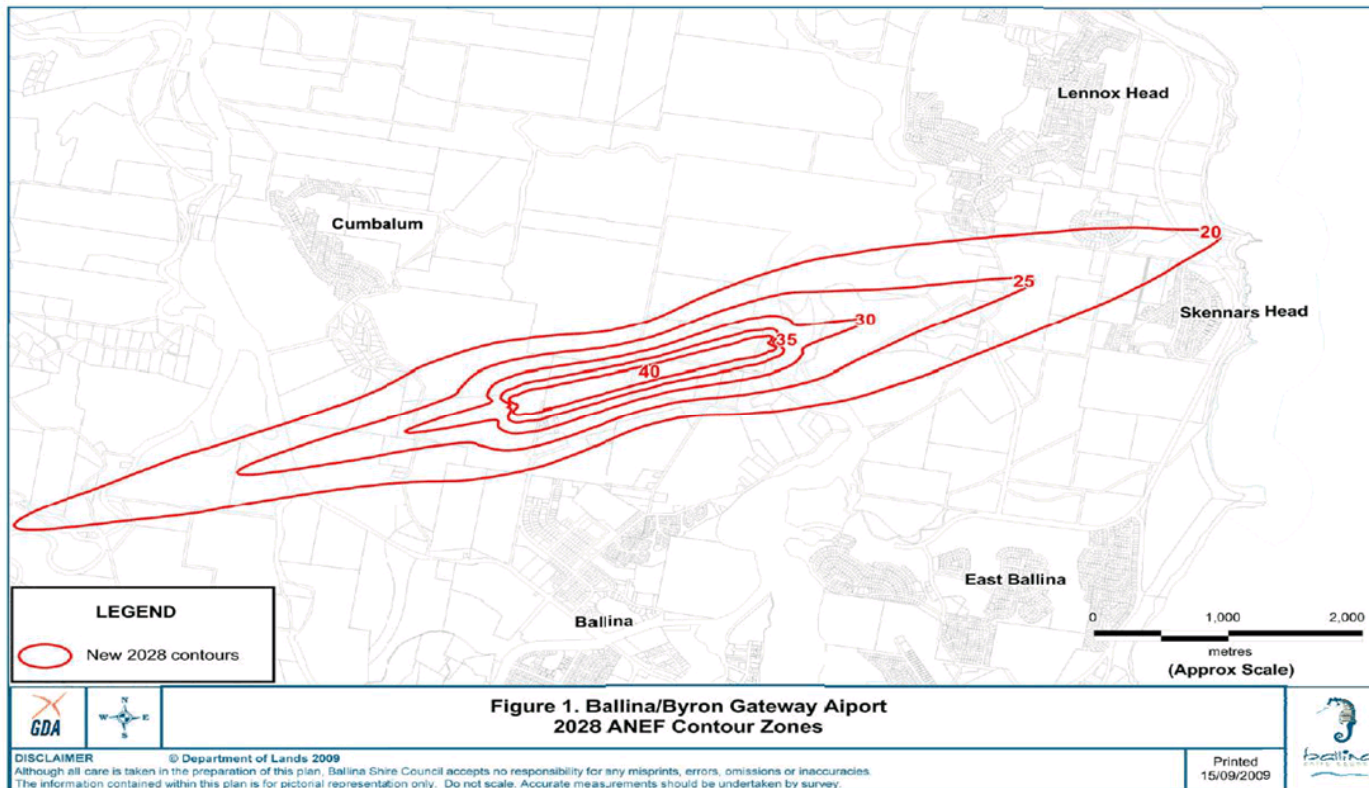 Lennox Head
Cumbalum
20
25
Skennars Head
30
35
40
East Ballina
Ballina
0 1,000 2,000
metres
(Approx Scale)
LEGEND
New 2028 contours
GDA
N
W E
S
Figure 1. Ballina/Byron Gateway Aiport
2028 ANEF Contour Zones
DISCLAIMER © Department of Lands 2009
Although all care is taken in the preparation of this plan, Ballina Shire Council accepts no responsibility for any misprints, errors, omissions or inaccuracies.
The information contained within this plan is for pictorial representation only. Do not scale. Accurate measurements should be undertaken by survey.
Printed
15/09/2009
ballina